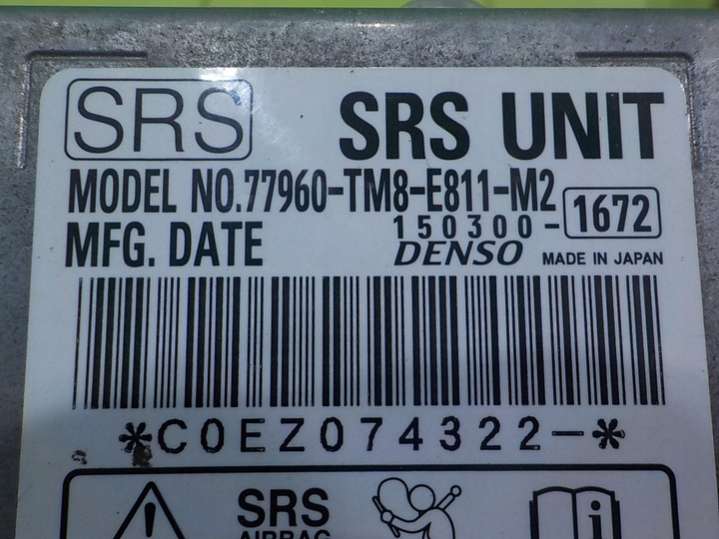 SRS SRS UNIT
MODEL NO.77960-TM8-E811-M2
150300- 1672
MFG. DATE DENSO MADE IN JAPAN
*C0EZ074322-*
SRS
AIRBAG
i